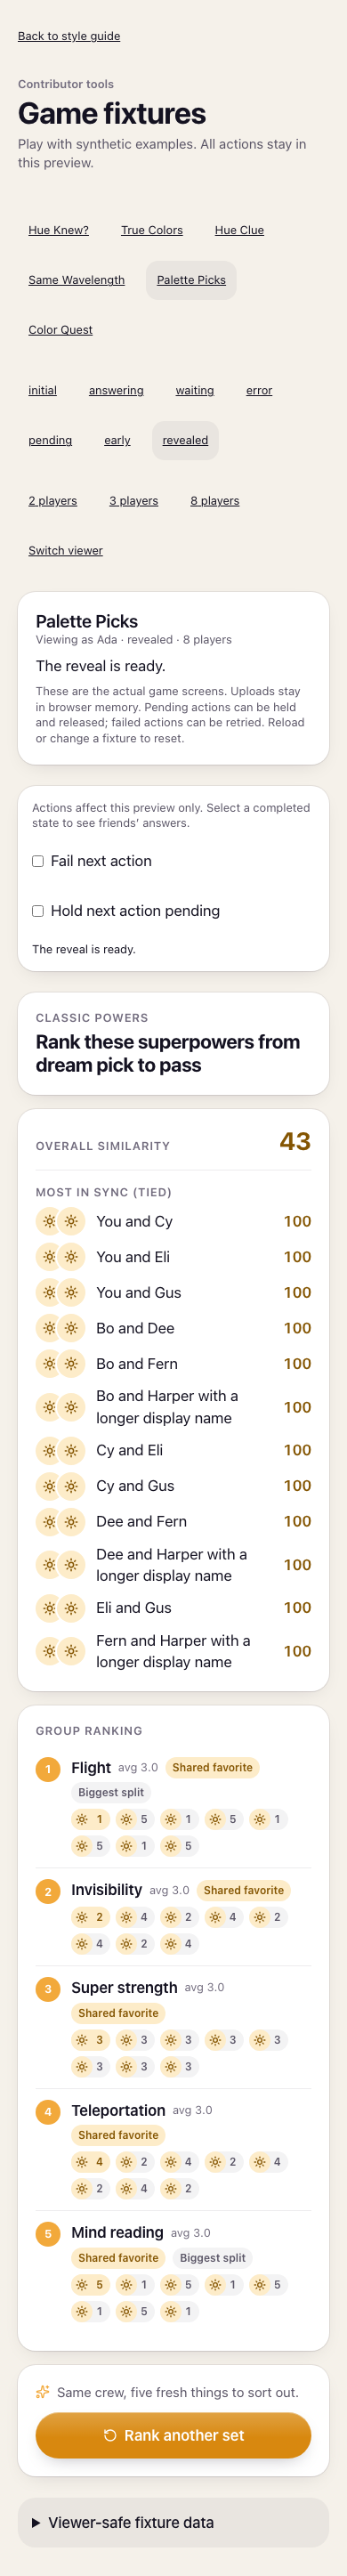 Back to style guide
Contributor tools
Game fixtures
Play with synthetic examples. All actions stay in
this preview.
Hue Knew? True Colors Hue Clue
Same Wavelength Palette Picks
Color Quest
initial answering waiting error
pending early revealed
2 players 3 players 8 players
Switch viewer
Palette Picks
Viewing as Ada · revealed · 8 players
The reveal is ready.
These are the actual game screens. Uploads stay
in browser memory. Pending actions can be held
and released; failed actions can be retried. Reload
or change a fixture to reset.
Actions affect this preview only. Select a completed
state to see friends' answers.
Fail next action
Hold next action pending
The reveal is ready.
CLASSIC POWERS
Rank these superpowers from
dream pick to pass
OVERALL SIMILARITY 43
MOST IN SYNC (TIED)
You and Cy 100
You and Eli 100
You and Gus 100
Bo and Dee 100
Bo and Fern 100
Bo and Harper with a
longer display name 100
Cy and Eli 100
Cy and Gus 100
Dee and Fern 100
Dee and Harper with a
longer display name 100
Eli and Gus 100
Fern and Harper with a
longer display name 100
GROUP RANKING
1 Flight avg 3.0 Shared favorite
Biggest split
1 5 1 5 1
5 1 5
2 Invisibility avg 3.0 Shared favorite
2 4 2 4 2
4 2 4
3 Super strength avg 3.0
Shared favorite
3 3 3 3 3
3 3 3
4 Teleportation avg 3.0
Shared favorite
4 2 4 2 4
2 4 2
5 Mind reading avg 3.0
Shared favorite Biggest split
5 1 5 1 5
1 5 1
Same crew, five fresh things to sort out.
Rank another set
Viewer-safe fixture data